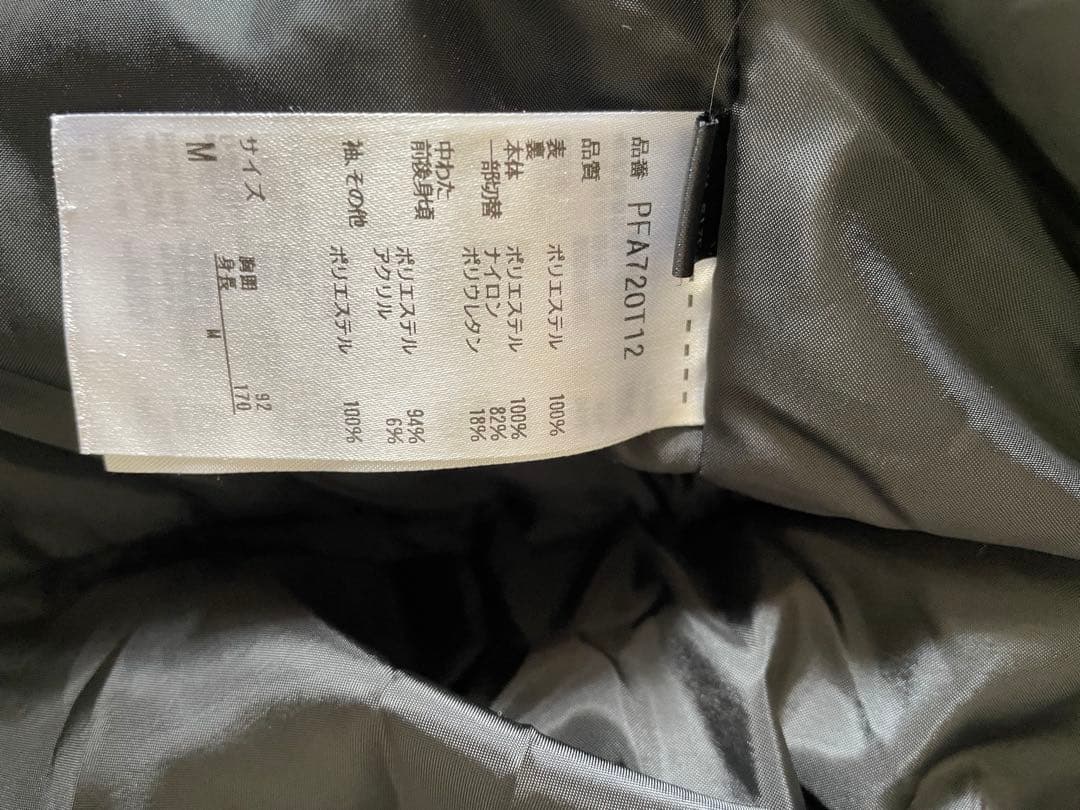 品番 PFA720T12
品質
表 ポリエステル 100%
裏
本体 ポリエステル 100%
一部切替 ナイロン 82%
ポリウレタン 18%
中わた
前後身頃 ポリエステル 94%
アクリル 6%
袖、その他 ポリエステル 100%
サイズ
M
胸囲 92
身長 170
M